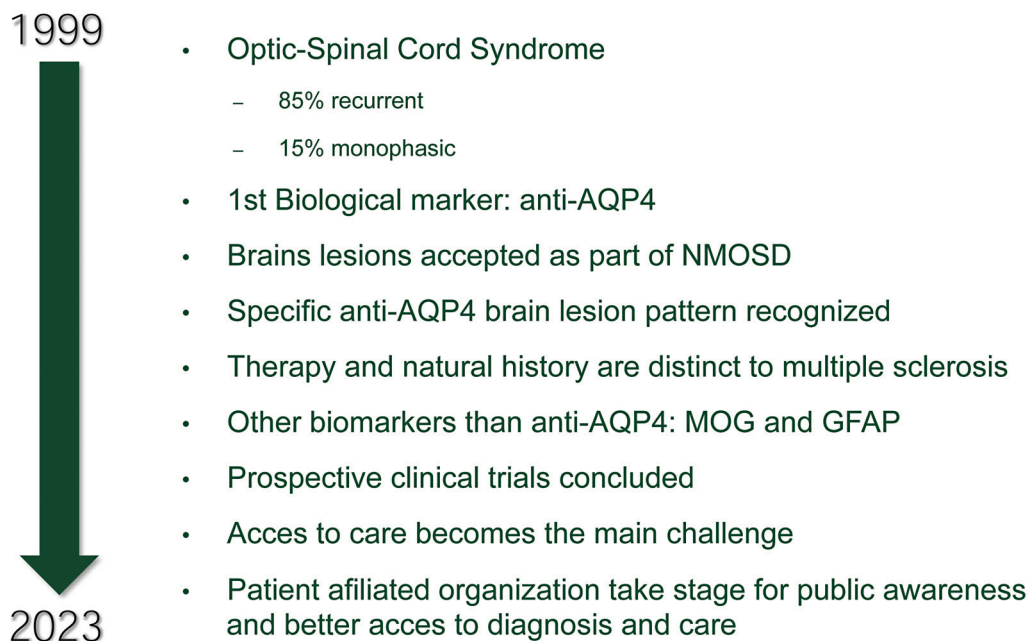 1999
• Optic-Spinal Cord Syndrome
– 85% recurrent
– 15% monophasic
• 1st Biological marker: anti-AQP4
• Brains lesions accepted as part of NMOSD
• Specific anti-AQP4 brain lesion pattern recognized
• Therapy and natural history are distinct to multiple sclerosis
• Other biomarkers than anti-AQP4: MOG and GFAP
• Prospective clinical trials concluded
• Acces to care becomes the main challenge
• Patient afiliated organization take stage for public awareness
and better acces to diagnosis and care
2023